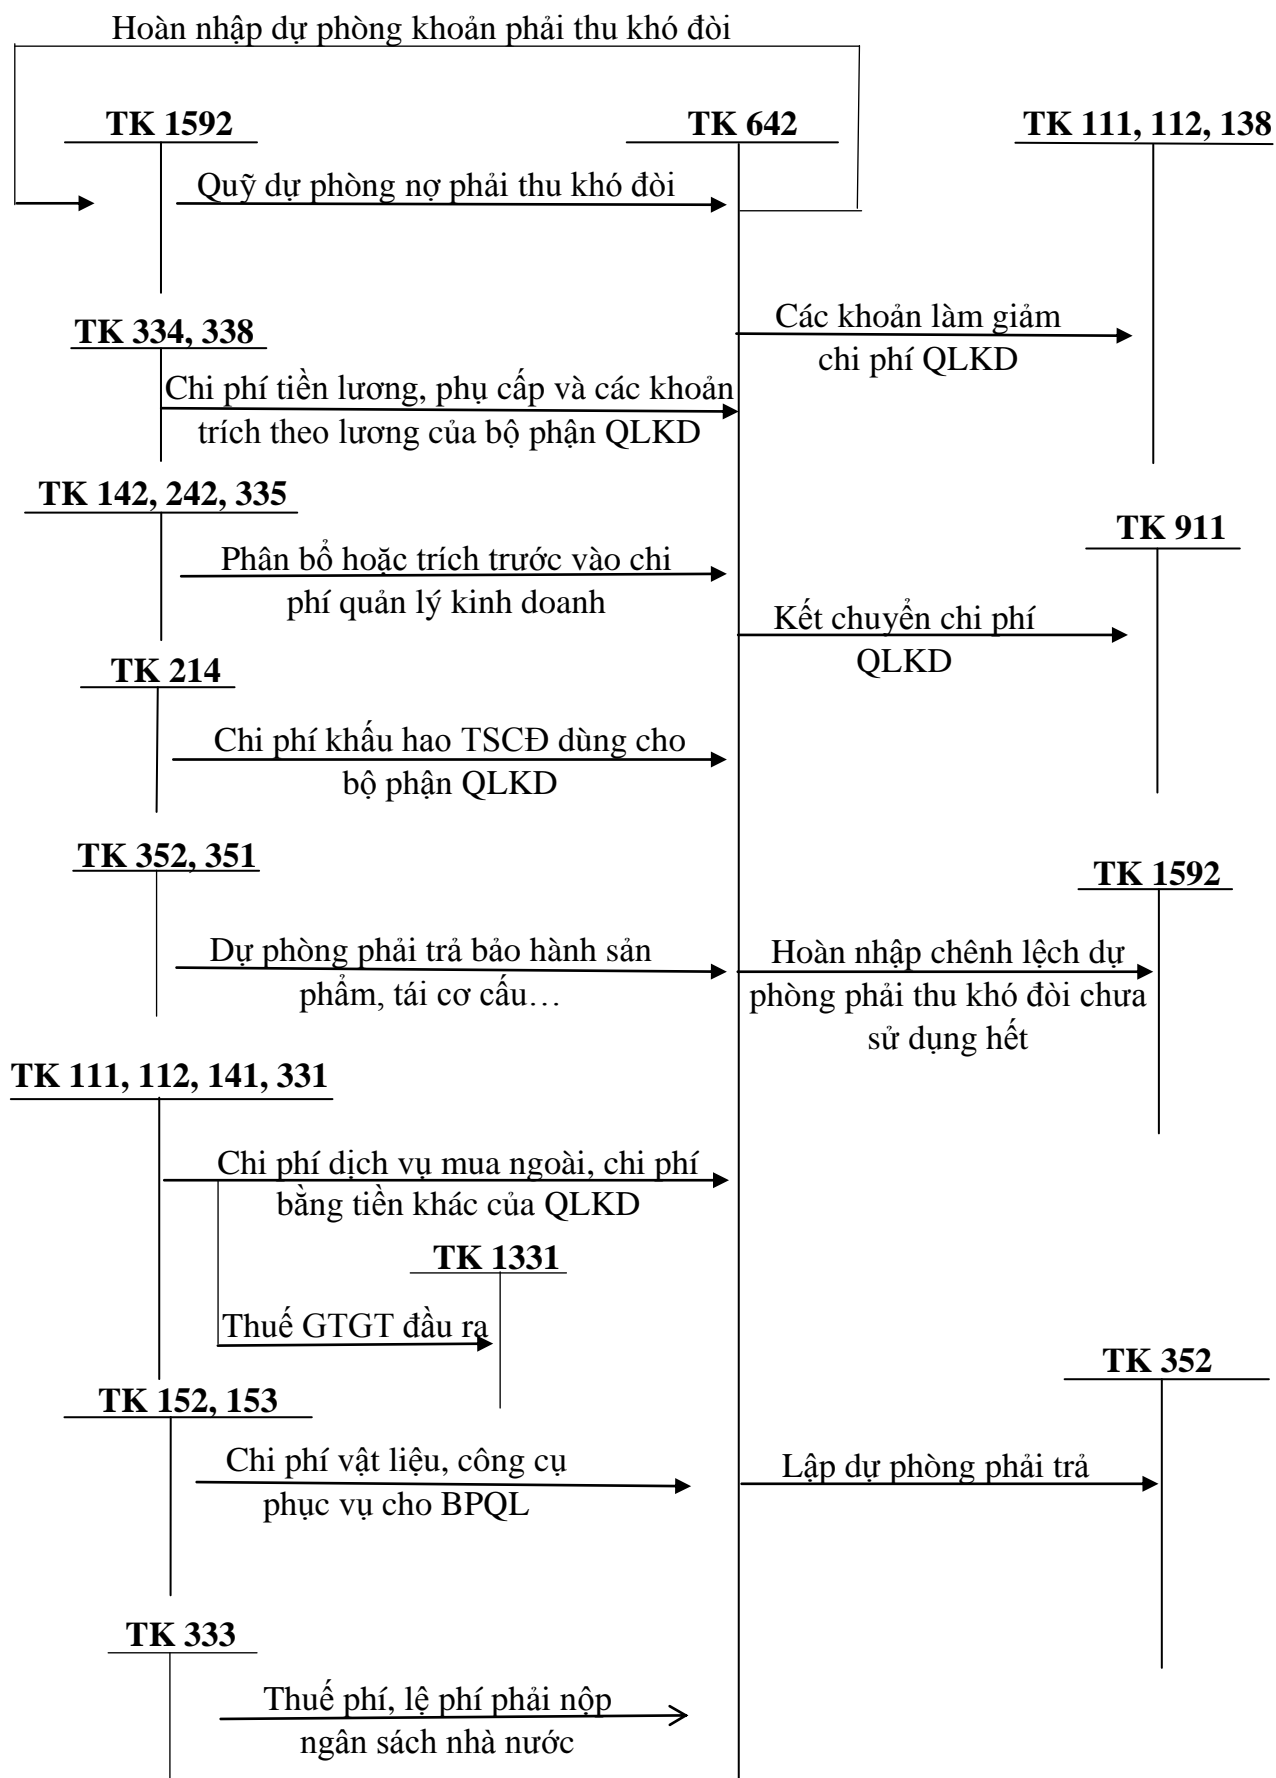 Hoàn nhập dự phòng khoản phải thu khó đòi
TK 1592
TK 642
TK 111, 112, 138
Quỹ dự phòng nợ phải thu khó đòi
TK 334, 338
Các khoản làm giảm
chi phí QLKD
Chi phí tiền lương, phụ cấp và các khoản
trích theo lương của bộ phận QLKD
TK 142, 242, 335
TK 911
Phân bổ hoặc trích trước vào chi
phí quản lý kinh doanh
Kết chuyển chi phí
QLKD
TK 214
Chi phí khấu hao TSCĐ dùng cho
bộ phận QLKD
TK 352, 351
TK 1592
Dự phòng phải trả bảo hành sản
phẩm, tái cơ cấu…
Hoàn nhập chênh lệch dự
phòng phải thu khó đòi chưa
sử dụng hết
TK 111, 112, 141, 331
Chi phí dịch vụ mua ngoài, chi phí
bằng tiền khác của QLKD
TK 1331
Thuế GTGT đầu ra
TK 352
TK 152, 153
Chi phí vật liệu, công cụ
phục vụ cho BPQL
Lập dự phòng phải trả
TK 333
Thuế phí, lệ phí phải nộp
ngân sách nhà nước